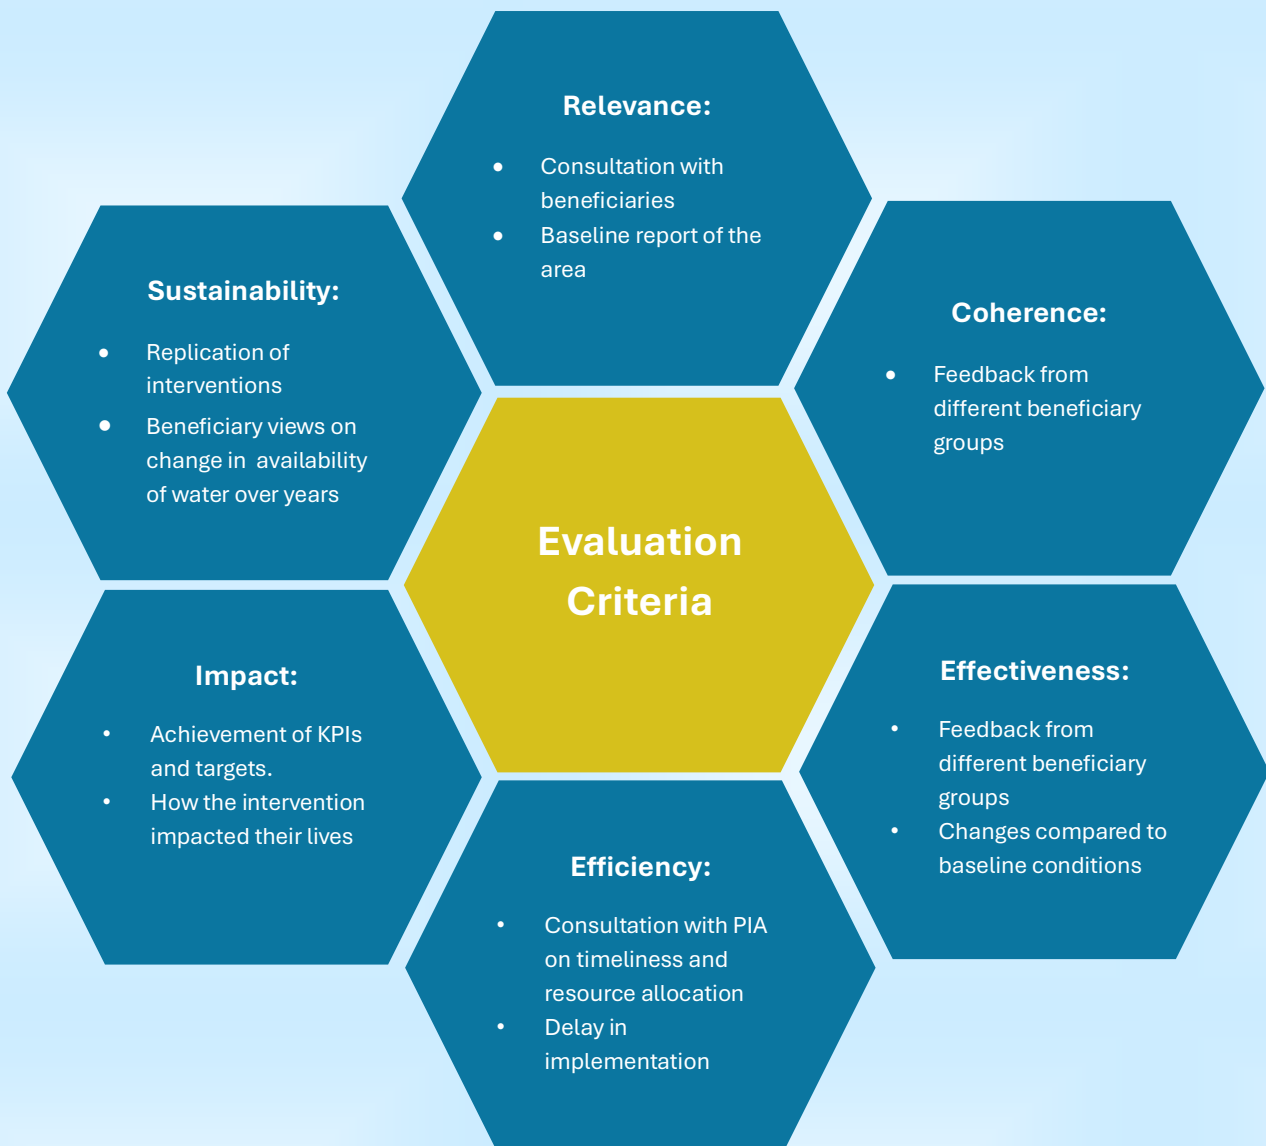 Relevance:
• Consultation with
beneficiaries
• Baseline report of the
area
Coherence:
• Feedback from
different beneficiary
groups
Effectiveness:
• Feedback from
different beneficiary
groups
• Changes compared to
baseline conditions
Efficiency:
• Consultation with PIA
on timeliness and
resource allocation
• Delay in
implementation
Impact:
• Achievement of KPIs
and targets.
• How the intervention
impacted their lives
Sustainability:
• Replication of
interventions
• Beneficiary views on
change in availability
of water over years
Evaluation
Criteria